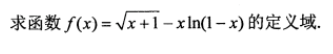 求函数 f(x)=√(x+1)−x ln(1−x) 的定义域.